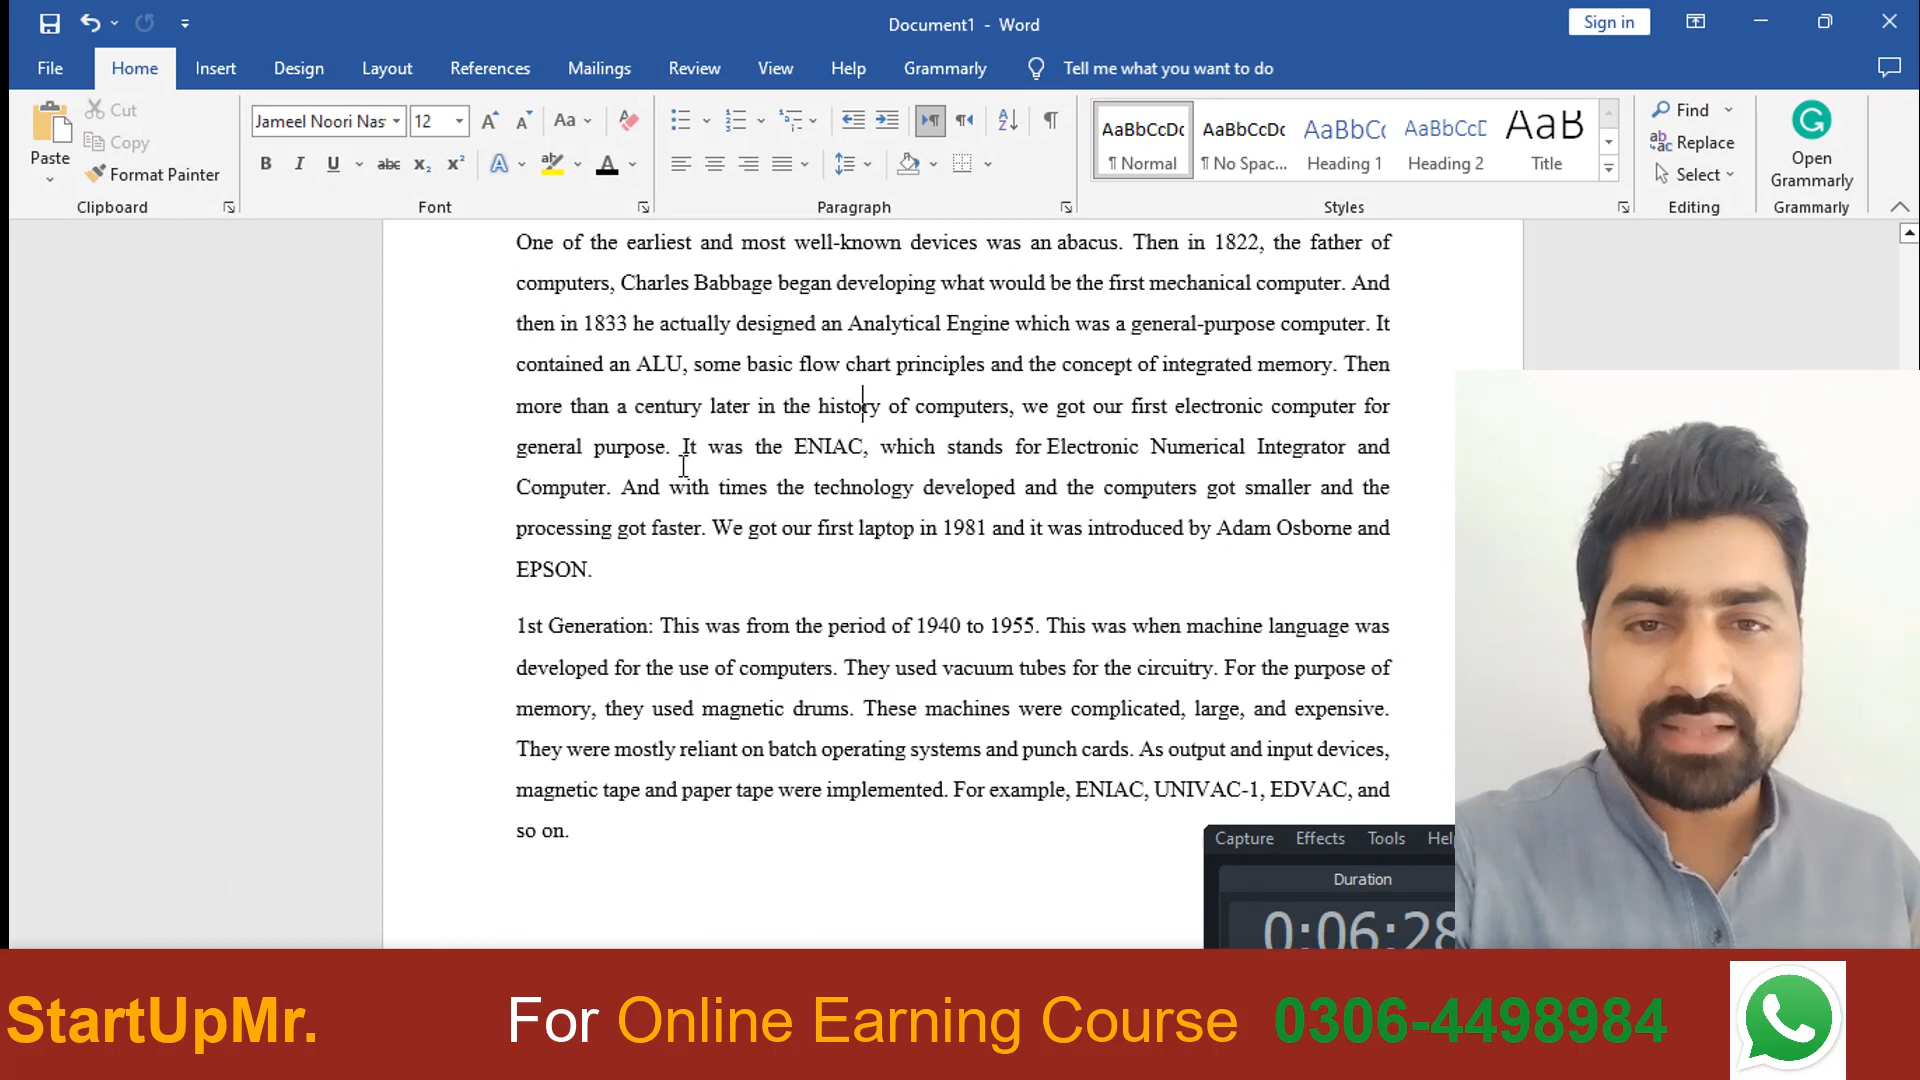 Document1 - Word
Sign in
File Home Insert Design Layout References Mailings Review View Help Grammarly Tell me what you want to do
Paste
Cut
Copy
Format Painter
Clipboard
Jameel Noori Nas 12
Font
Paragraph
AaBbCcDc AaBbCcDc AaBbCc AaBbCcD AaB
¶ Normal ¶ No Spac... Heading 1 Heading 2 Title
Styles
Find
Replace
Select
Editing
Open
Grammarly
Grammarly
One of the earliest and most well-known devices was an abacus. Then in 1822, the father of
computers, Charles Babbage began developing what would be the first mechanical computer. And
then in 1833 he actually designed an Analytical Engine which was a general-purpose computer. It
contained an ALU, some basic flow chart principles and the concept of integrated memory. Then
more than a century later in the history of computers, we got our first electronic computer for
general purpose. It was the ENIAC, which stands for Electronic Numerical Integrator and
Computer. And with times the technology developed and the computers got smaller and the
processing got faster. We got our first laptop in 1981 and it was introduced by Adam Osborne and
EPSON.
1st Generation: This was from the period of 1940 to 1955. This was when machine language was
developed for the use of computers. They used vacuum tubes for the circuitry. For the purpose of
memory, they used magnetic drums. These machines were complicated, large, and expensive.
They were mostly reliant on batch operating systems and punch cards. As output and input devices,
magnetic tape and paper tape were implemented. For example, ENIAC, UNIVAC-1, EDVAC, and
so on.
Capture Effects Tools Hel
Duration
0:06:28
StartUpMr. For Online Earning Course 0306-4498984